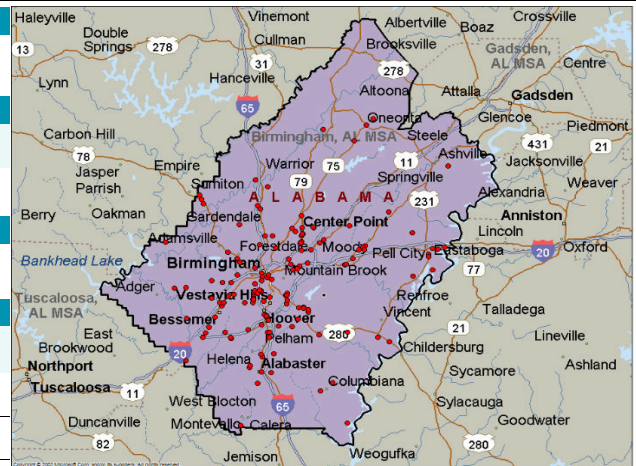 Haleyville
Vinemont
Albertville
Crossville
Double
Springs
278
Cullman
Brooksville
Boaz
13
31
Gadsden,
AL MSA
Centre
Lynn
Hanceville
278
Altoona
Attalla
Gadsden
65
Oneonta
Glencoe
Piedmont
Carbon Hill
Birmingham, AL MSA
Steele
78
Empire
Warrior
75
11
Ashville
431
21
Jasper
Jacksonville
Parrish
Sumiton
79
Springville
Weaver
A L A B A M A
231
Alexandria
Berry
Oakman
Gardendale
Center Point
Anniston
Adamsville
Forestdale
Moody
Lincoln
Pell City
Eastaboga
20
Oxford
Bankhead Lake
Birmingham
Mountain Brook
77
Adger
Tuscaloosa,
AL MSA
Vestavia Hills
Renfroe
Vincent
Talladega
Bessemer
Hoover
East
Brookwood
Pelham
280
21
Childersburg
Lineville
20
Helena
Alabaster
Ashland
Northport
Sycamore
Tuscaloosa
11
Columbiana
West Blocton
65
Sylacauga
Duncanville
Montevallo
Calera
Goodwater
82
Jemison
Weogufka
280